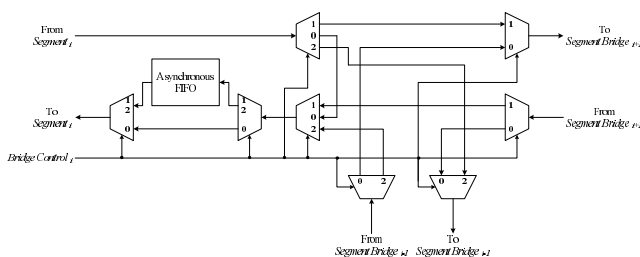 From
Segment i
1
0
2
1
0
To
Segment Bridge i+1
Asynchronous
FIFO
To
Segment i
1
2
0
1
2
0
1
0
2
1
0
From
Segment Bridge i+1
Bridge Control i
0 2
0 2
From
Segment Bridge i-1
To
Segment Bridge i-1